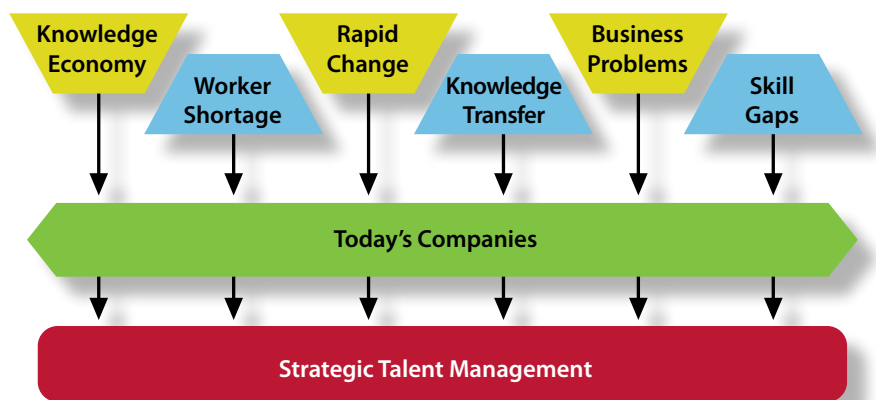 Knowledge
Economy
Worker
Shortage
Rapid
Change
Knowledge
Transfer
Business
Problems
Skill
Gaps
Today’s Companies
Strategic Talent Management